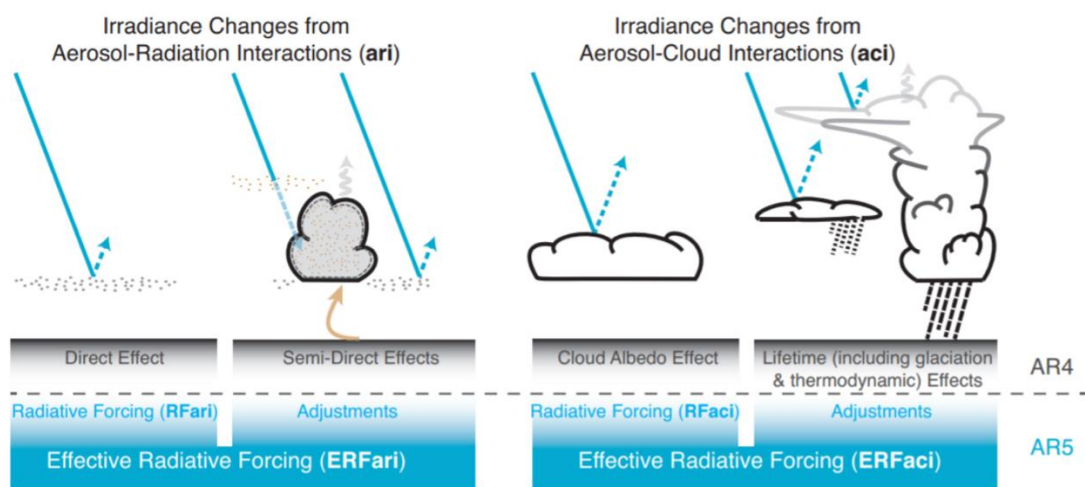 Irradiance Changes from
Aerosol-Radiation Interactions (ari)
Irradiance Changes from
Aerosol-Cloud Interactions (aci)
Direct Effect
Semi-Direct Effects
Cloud Albedo Effect
Lifetime (including glaciation
& thermodynamic) Effects
AR4
Radiative Forcing (RFari)
Adjustments
Radiative Forcing (RFaci)
Adjustments
Effective Radiative Forcing (ERFari)
Effective Radiative Forcing (ERFaci)
AR5